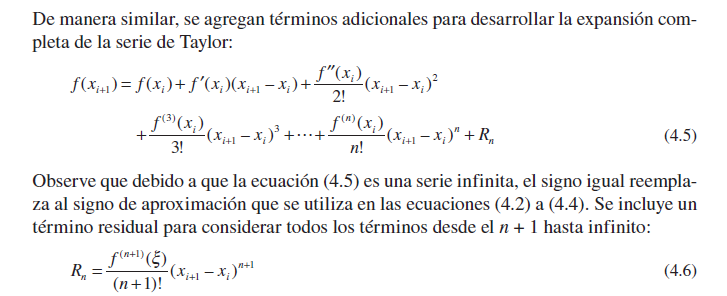 De manera similar, se agregan términos adicionales para desarrollar la expansión com-
pleta de la serie de Taylor:
f(x_{i+1}) = f(x_i) + f′(x_i)(x_{i+1} − x_i) + \frac{f″(x_i)}{2!}(x_{i+1} − x_i)^2
+ \frac{f^{(3)}(x_i)}{3!}(x_{i+1} − x_i)^3 + ⋯ + \frac{f^{(n)}(x_i)}{n!}(x_{i+1} − x_i)^n + R_n (4.5)
Observe que debido a que la ecuación (4.5) es una serie infinita, el signo igual reempla-
za al signo de aproximación que se utiliza en las ecuaciones (4.2) a (4.4). Se incluye un
término residual para considerar todos los términos desde el n + 1 hasta infinito:
R_n = \frac{f^{(n+1)}(ξ)}{(n+1)!}(x_{i+1} − x_i)^{n+1} (4.6)